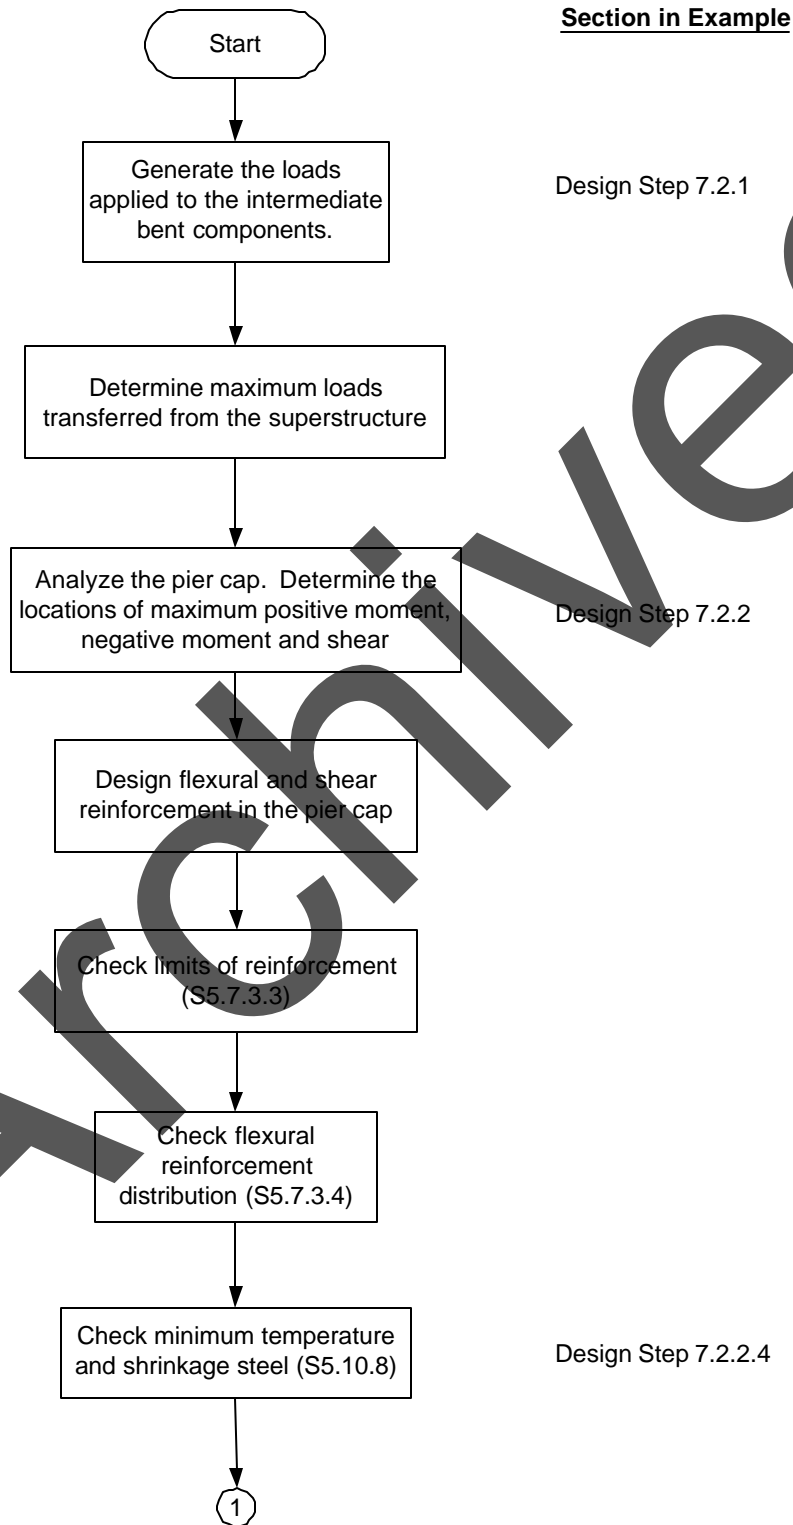 Section in Example
Start
Generate the loads
applied to the intermediate
bent components.
Design Step 7.2.1
Determine maximum loads
transferred from the superstructure
Analyze the pier cap.  Determine the
locations of maximum positive moment,
negative moment and shear
Design Step 7.2.2
Design flexural and shear
reinforcement in the pier cap
Check limits of reinforcement
(S5.7.3.3)
Check flexural
reinforcement
distribution (S5.7.3.4)
Check minimum temperature
and shrinkage steel (S5.10.8)
Design Step 7.2.2.4
1
Archive